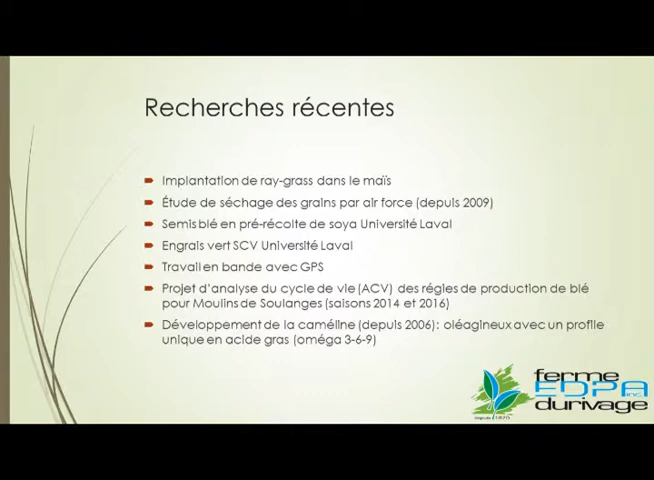 Recherches récentes
Implantation de ray-grass dans le maïs
Étude de séchage des grains par air force (depuis 2009)
Semis blé en pré-récolte de soya Université Laval
Engrais vert SCV Université Laval
Travail en bande avec GPS
Projet d'analyse du cycle de vie (ACV) des régies de production de blé
pour Moulins de Soulanges (saisons 2014 et 2016)
Développement de la caméline (depuis 2006): oléagineux avec un profile
unique en acide gras (oméga 3-6-9)
ferme
EDPA inc
durivage